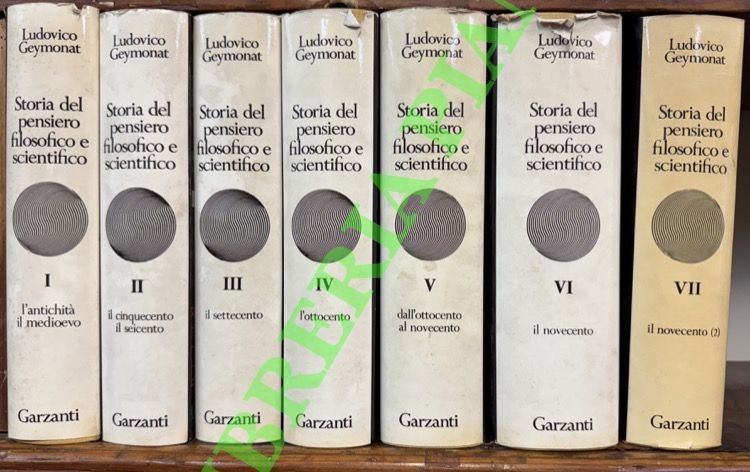 Ludovico
Geymonat
Storia del
pensiero
filosofico e
scientifico
I
l'antichità
il medioevo
Garzanti
Ludovico
Geymonat
Storia del
pensiero
filosofico e
scientifico
II
il cinquecento
il seicento
Garzanti
Ludovico
Geymonat
Storia del
pensiero
filosofico e
scientifico
III
il settecento
Garzanti
Ludovico
Geymonat
Storia del
pensiero
filosofico e
scientifico
IV
l'ottocento
Garzanti
Ludovico
Geymonat
Storia del
pensiero
filosofico e
scientifico
V
dall'ottocento
al novecento
Garzanti
Ludovico
Geymonat
Storia del
pensiero
filosofico e
scientifico
VI
il novecento
Garzanti
Ludovico
Geymonat
Storia del
pensiero
filosofico e
scientifico
VII
il novecento (2)
Garzanti
LIBRERIA PIAN